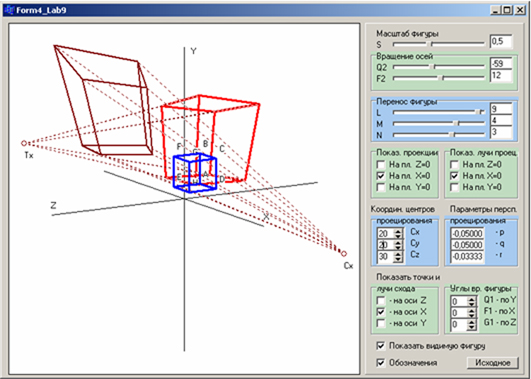 Form4_Lab9
Y
F
B
C
E
A
D
Tx
Z
X
Cx
Масштаб фигуры
S 0,5
Вращение осей
Q2 -59
F2 12
Перенос фигуры
L 9
M 4
N 3
Показ. проекции
На пл. Z=0
На пл. X=0
На пл. Y=0
Показ. лучи проец
На пл. Z=0
На пл. X=0
На пл. Y=0
Координ. центров
проецирования
20 Cx
20 Cy
30 Cz
Параметры персп.
проецирования
-0,05000 - p
-0,05000 - q
-0,03333 - r
Показать точки и
лучи схода
- на оси Z
- на оси X
- на оси Y
Углы вр. фигуры
0 Q1 - по Y
0 F1 - по X
0 G1 - по Z
Показать видимую фигуру
Обозначения
Исходное